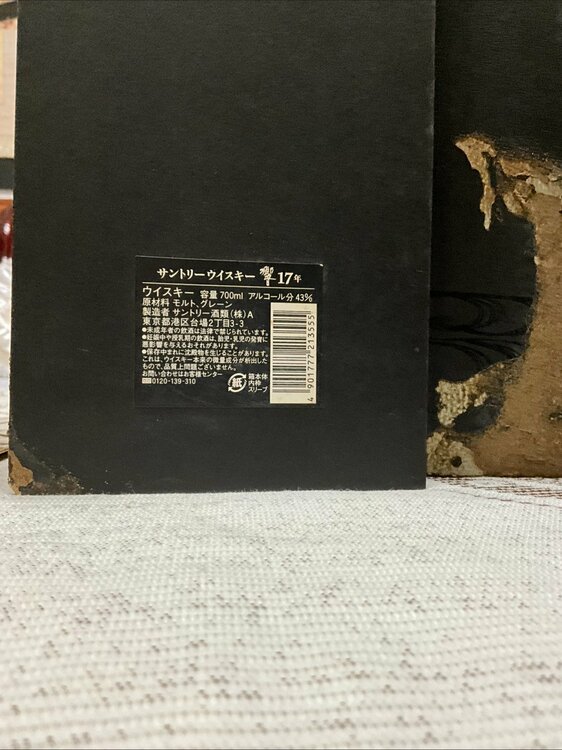 サントリーウイスキー 響 17年
ウイスキー 容量 700ml アルコール分 43%
原材料 モルト、グレーン
製造者 サントリー酒類(株)A
東京都港区台場2丁目3-3
●未成年者の飲酒は法律で禁じられています。
●妊娠中や授乳期の飲酒は、胎児・乳児の発育に
悪影響を与えるおそれがあります。
●保存中まれに沈殿物を生じることがあります。
これは、ウイスキー本来の微量成分が析出した
もので、品質上問題ございません。
お問い合わせはお客様センター
0120-139-310
紙
箱本体
内枠
スリーブ
4 901777 213555